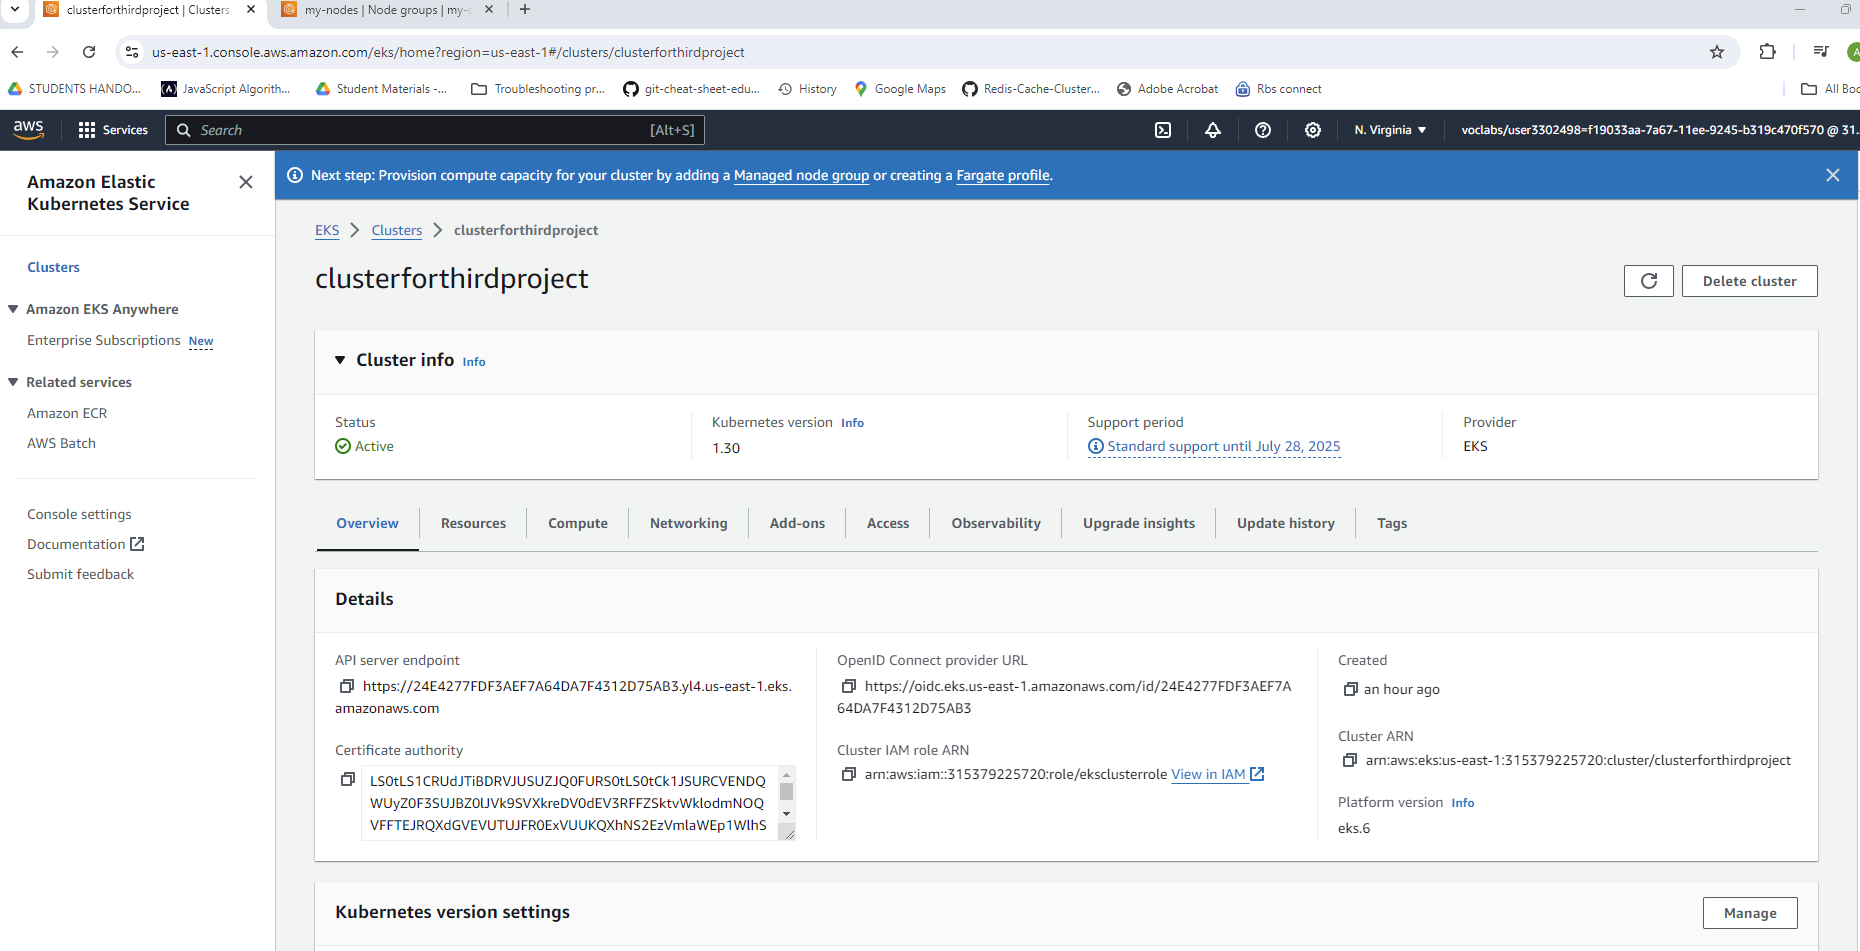 clusterforthirdproject | Clusters
my-nodes | Node groups | my-c
us-east-1.console.aws.amazon.com/eks/home?region=us-east-1#/clusters/clusterforthirdproject
STUDENTS HANDO...
JavaScript Algorith...
Student Materials -...
Troubleshooting pr...
git-cheat-sheet-edu...
History
Google Maps
Redis-Cache-Cluster...
Adobe Acrobat
Rbs connect
All Boo
aws
Services
Search
[Alt+S]
N. Virginia
voclabs/user3302498=f19033aa-7a67-11ee-9245-b319c470f570 @ 31.
Amazon Elastic
Kubernetes Service
Clusters
Amazon EKS Anywhere
Enterprise Subscriptions New
Related services
Amazon ECR
AWS Batch
Console settings
Documentation
Submit feedback
Next step: Provision compute capacity for your cluster by adding a Managed node group or creating a Fargate profile.
EKS
Clusters
clusterforthirdproject
clusterforthirdproject
Delete cluster
Cluster info Info
Status
Active
Kubernetes version Info
1.30
Support period
Standard support until July 28, 2025
Provider
EKS
Overview
Resources
Compute
Networking
Add-ons
Access
Observability
Upgrade insights
Update history
Tags
Details
API server endpoint
https://24E4277FDF3AEF7A64DA7F4312D75AB3.yl4.us-east-1.eks.
amazonaws.com
Certificate authority
LS0tLS1CRUdJTiBDRVJUSUZJQ0FURS0tLS0tCk1JSURCVENDQ
WUyZ0F3SUJBZ0lJVk9SVXkreDV0dEV3RFFZSktvWklodmNOQ
VFFTEJRQXdGVEVUTUJFR0ExVUUKQXhNS2EzVmlaWEp1WlhS
OpenID Connect provider URL
https://oidc.eks.us-east-1.amazonaws.com/id/24E4277FDF3AEF7A
64DA7F4312D75AB3
Cluster IAM role ARN
arn:aws:iam::315379225720:role/eksclusterrole View in IAM
Created
an hour ago
Cluster ARN
arn:aws:eks:us-east-1:315379225720:cluster/clusterforthirdproject
Platform version Info
eks.6
Kubernetes version settings
Manage